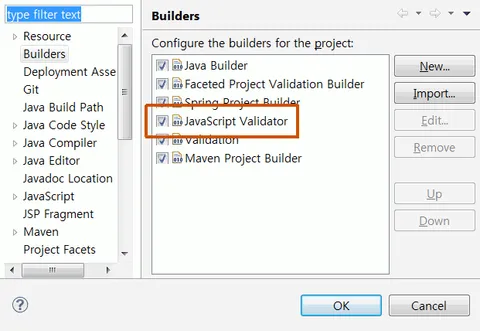 type filter text
Resource
Builders
Deployment Asse
Git
Java Build Path
Java Code Style
Java Compiler
Java Editor
Javadoc Location
JavaScript
JSP Fragment
Maven
Project Facets
Builders
Configure the builders for the project:
Java Builder
Faceted Project Validation Builder
Spring Project Builder
JavaScript Validator
Validation
Maven Project Builder
New...
Import...
Edit...
Remove
Up
Down
OK
Cancel